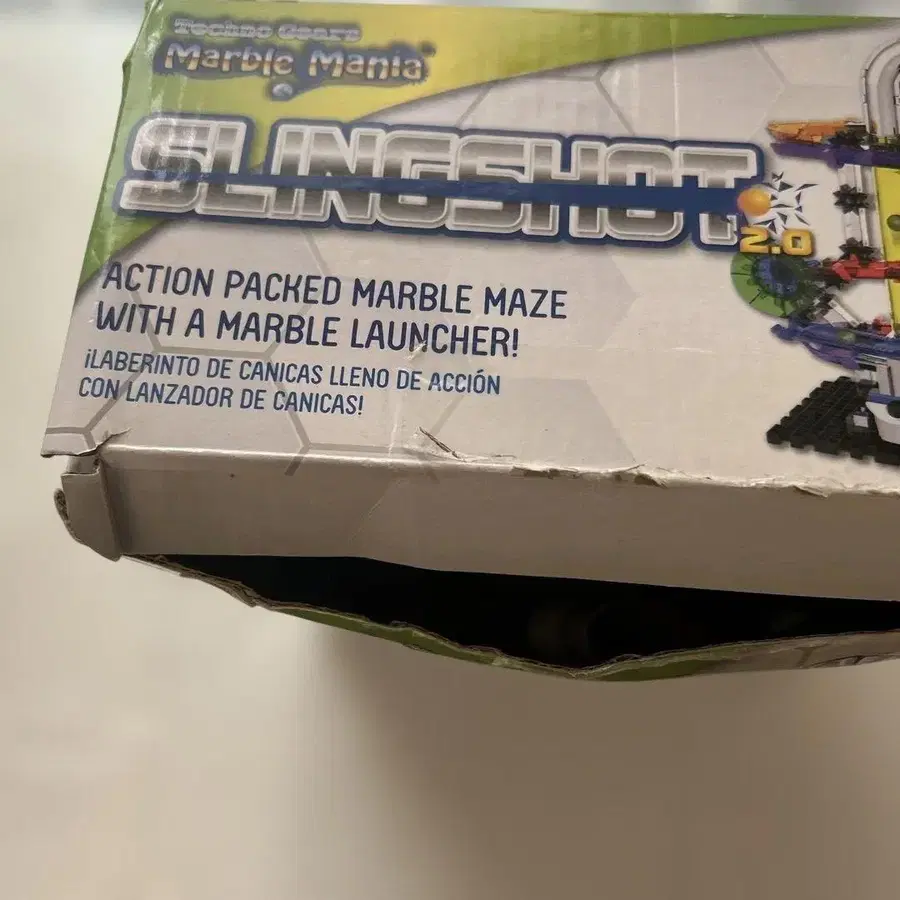 Techno Gears
Marble Mania™
SLINGSHOT
2.0
ACTION PACKED MARBLE MAZE
WITH A MARBLE LAUNCHER!
¡LABERINTO DE CANICAS LLENO DE ACCIÓN
CON LANZADOR DE CANICAS!